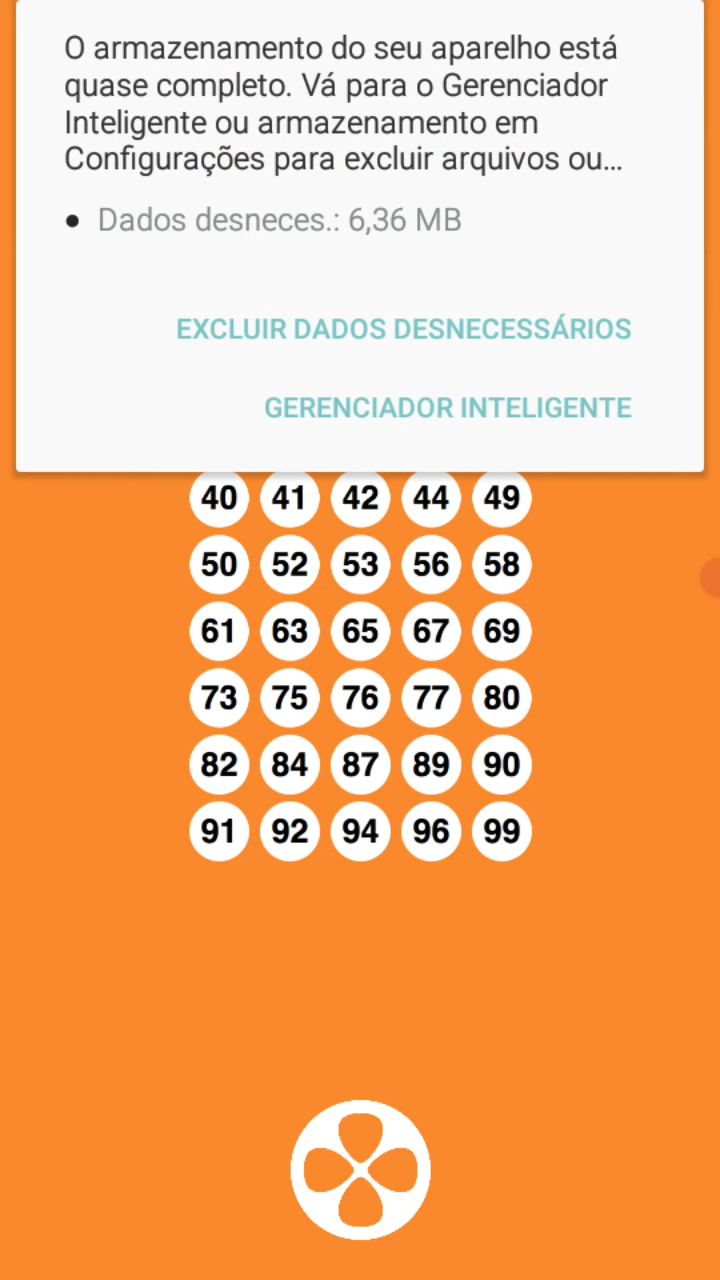 O armazenamento do seu aparelho está
quase completo. Vá para o Gerenciador
Inteligente ou armazenamento em
Configurações para excluir arquivos ou…
• Dados desneces.: 6,36 MB
EXCLUIR DADOS DESNECESSÁRIOS
GERENCIADOR INTELIGENTE
40 41 42 44 49
50 52 53 56 58
61 63 65 67 69
73 75 76 77 80
82 84 87 89 90
91 92 94 96 99